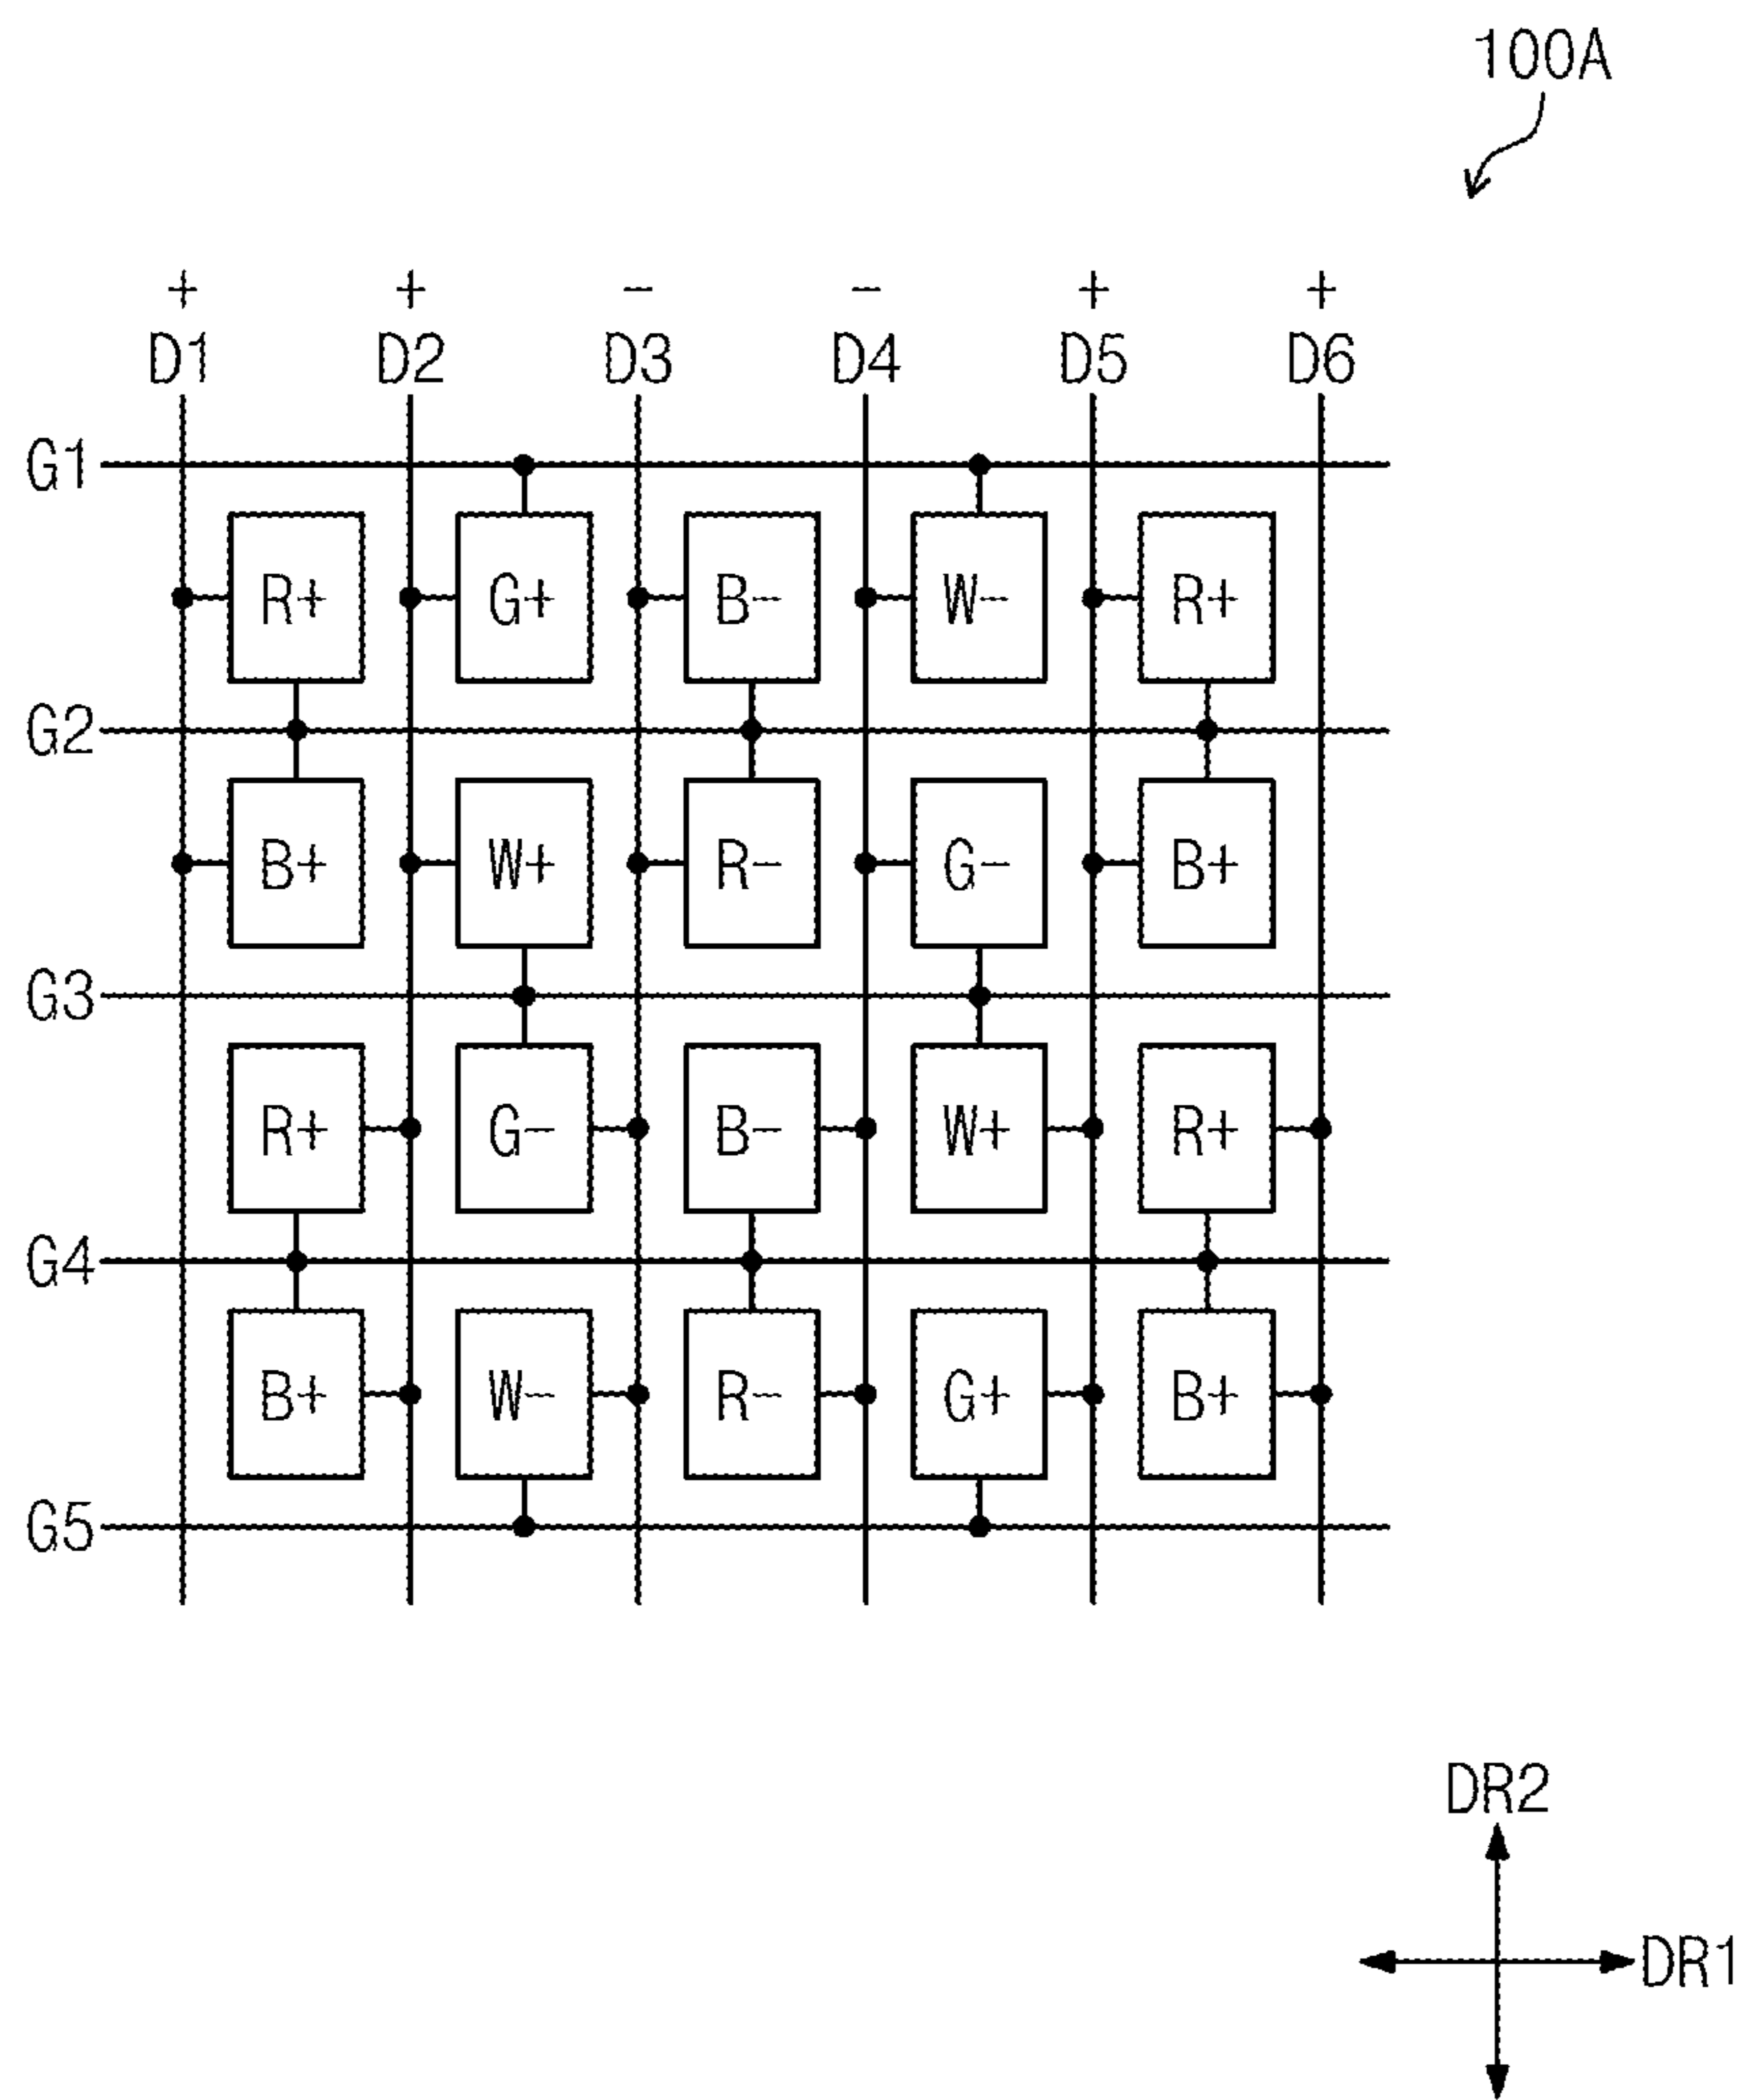 100A
+ + - - + +
D1 D2 D3 D4 D5 D6
G1
R+ G+ B- W- R+
G2
B+ W+ R- G- B+
G3
R+ G- B- W+ R+
G4
B+ W- R- G+ B+
G5
DR2
DR1